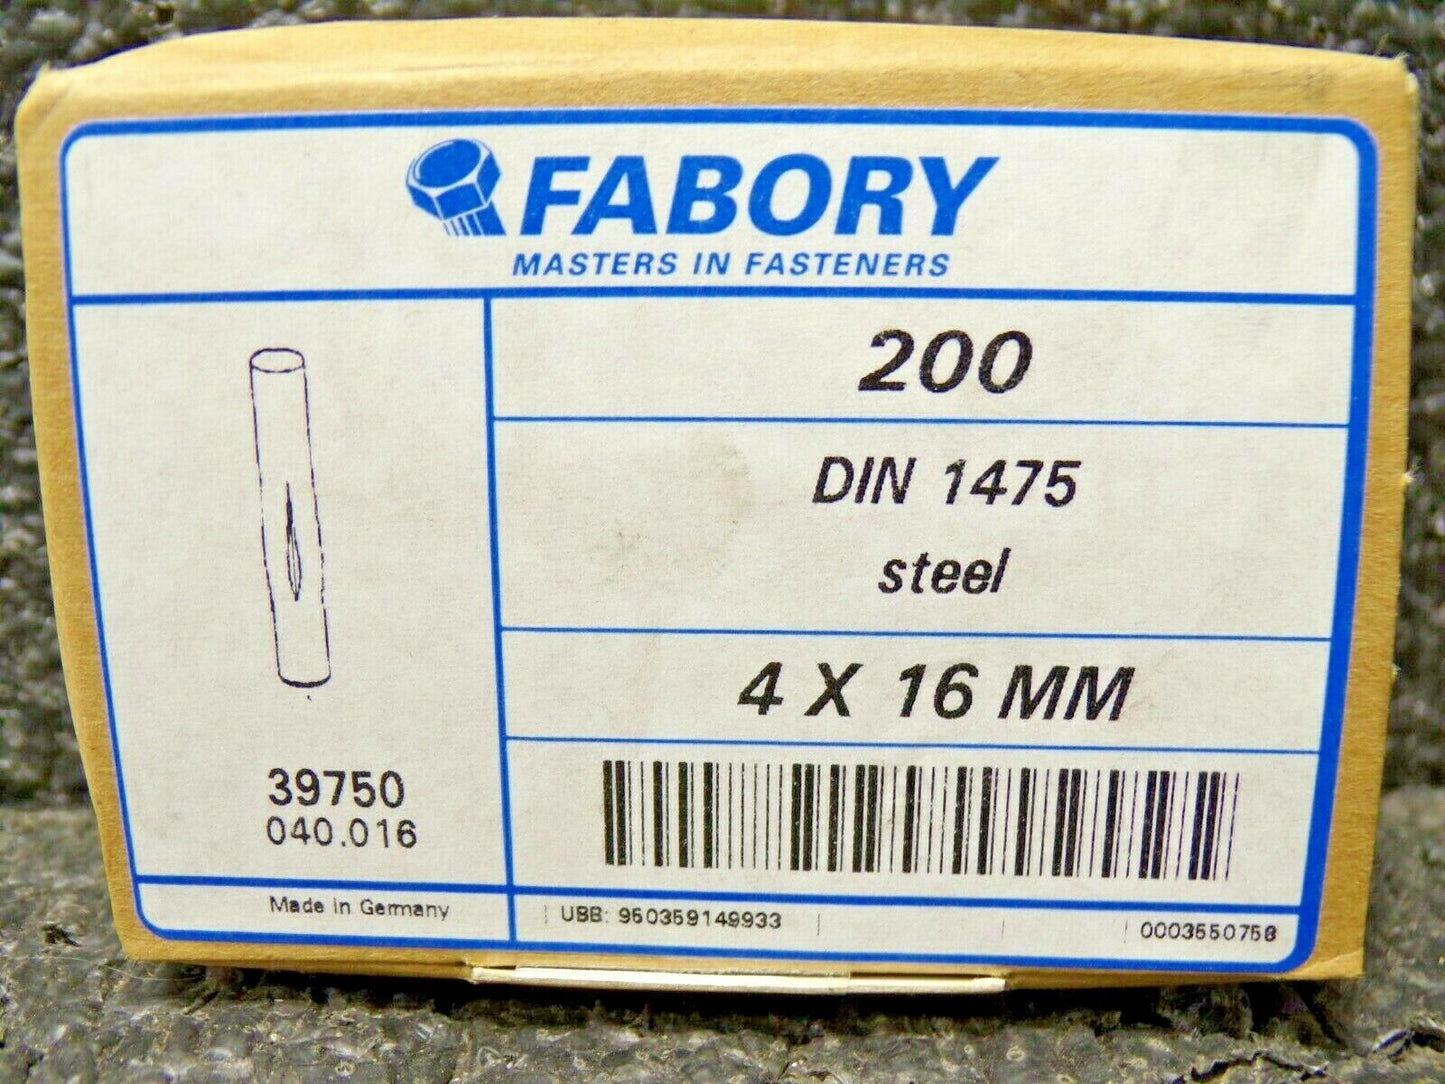 FABORY
MASTERS IN FASTENERS
200
DIN 1475
steel
4 X 16 MM
39750
040.016
Made in Germany
UBB: 950359149933
0003550758